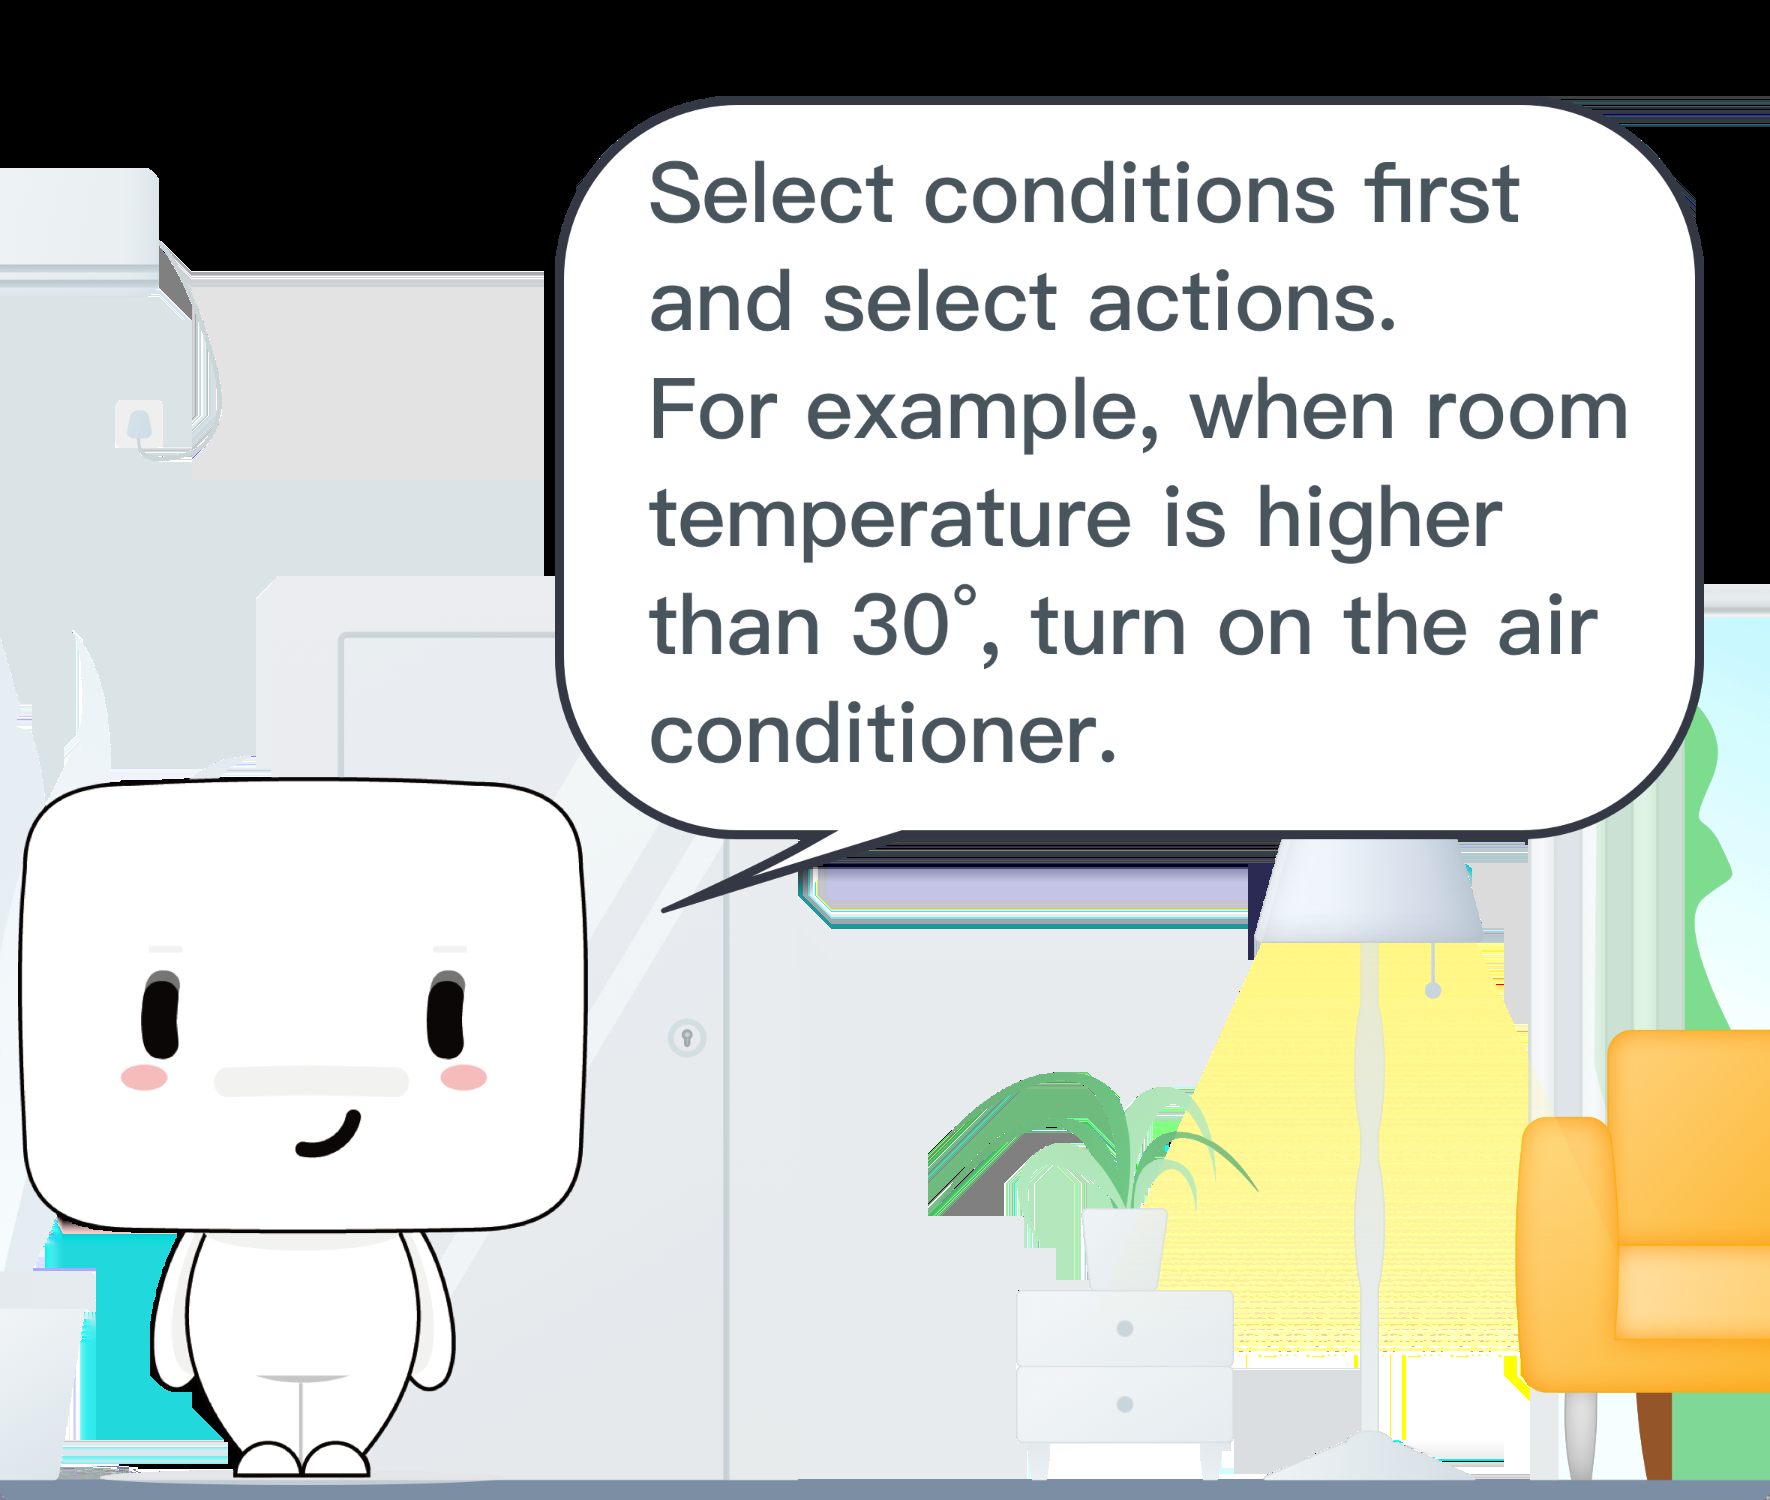 Select conditions first
and select actions.
For example, when room
temperature is higher
than 30°, turn on the air
conditioner.